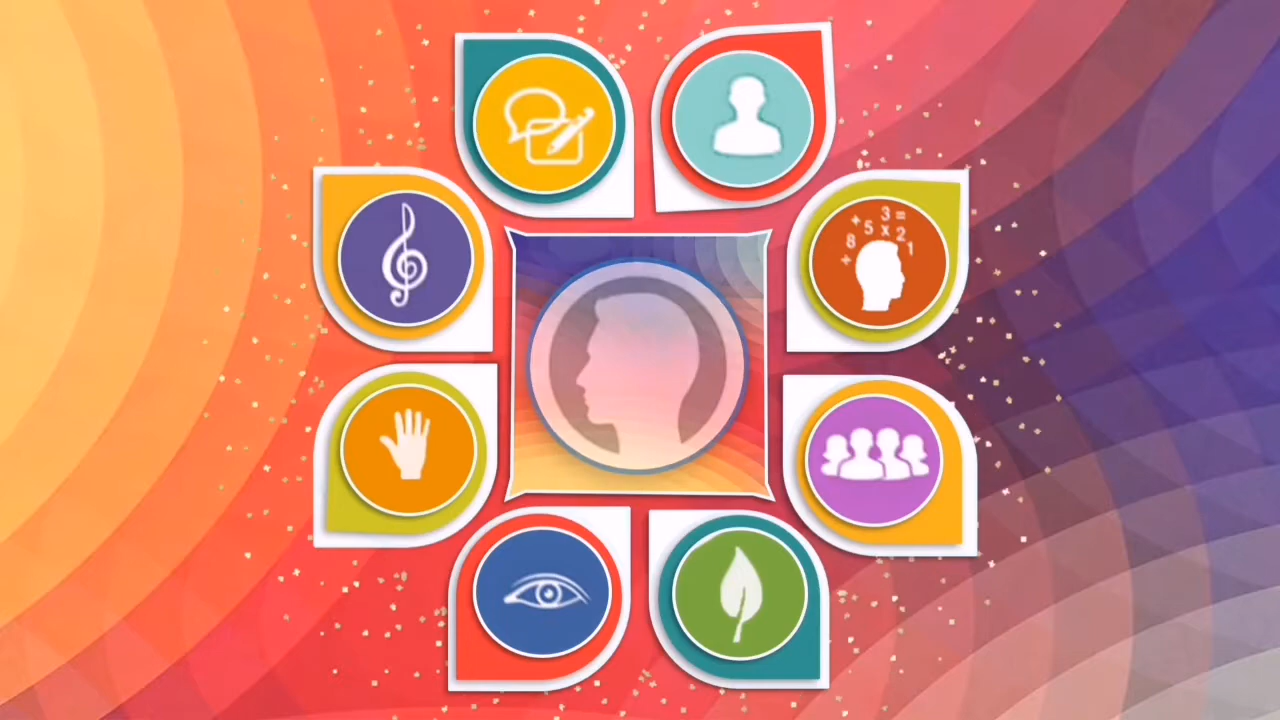 + 3 =
8 5 x 2
+ 1